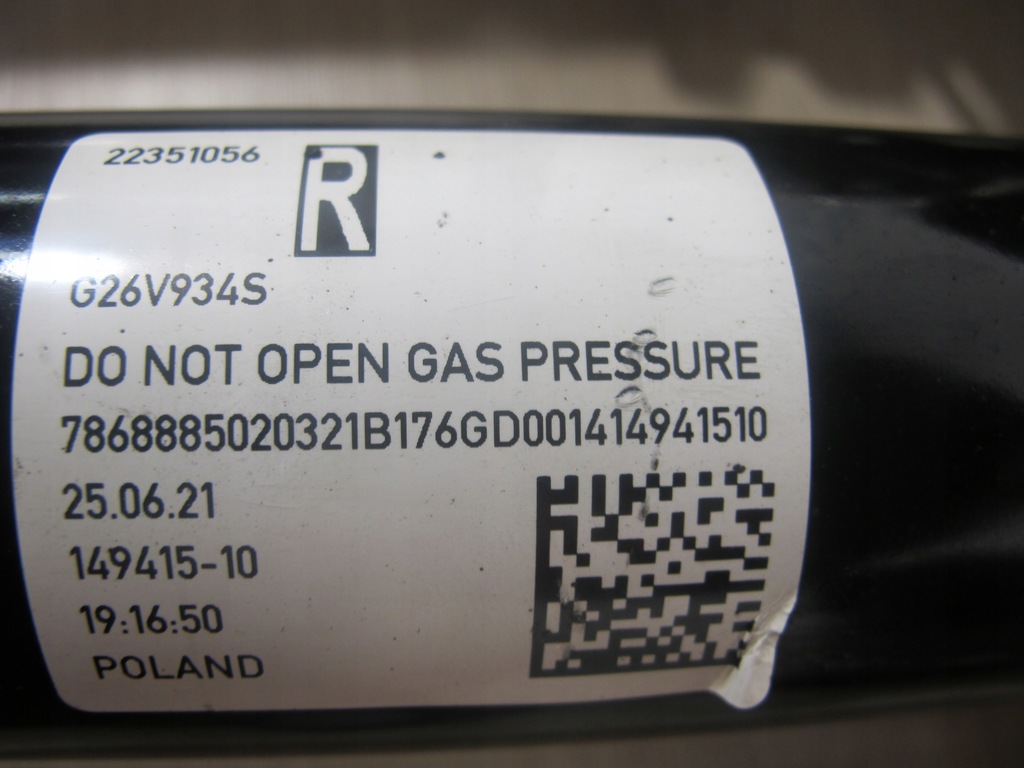 22351056
R
G26V934S
DO NOT OPEN GAS PRESSURE
7868885020321B176GD001414941510
25.06.21
149415-10
19:16:50
POLAND